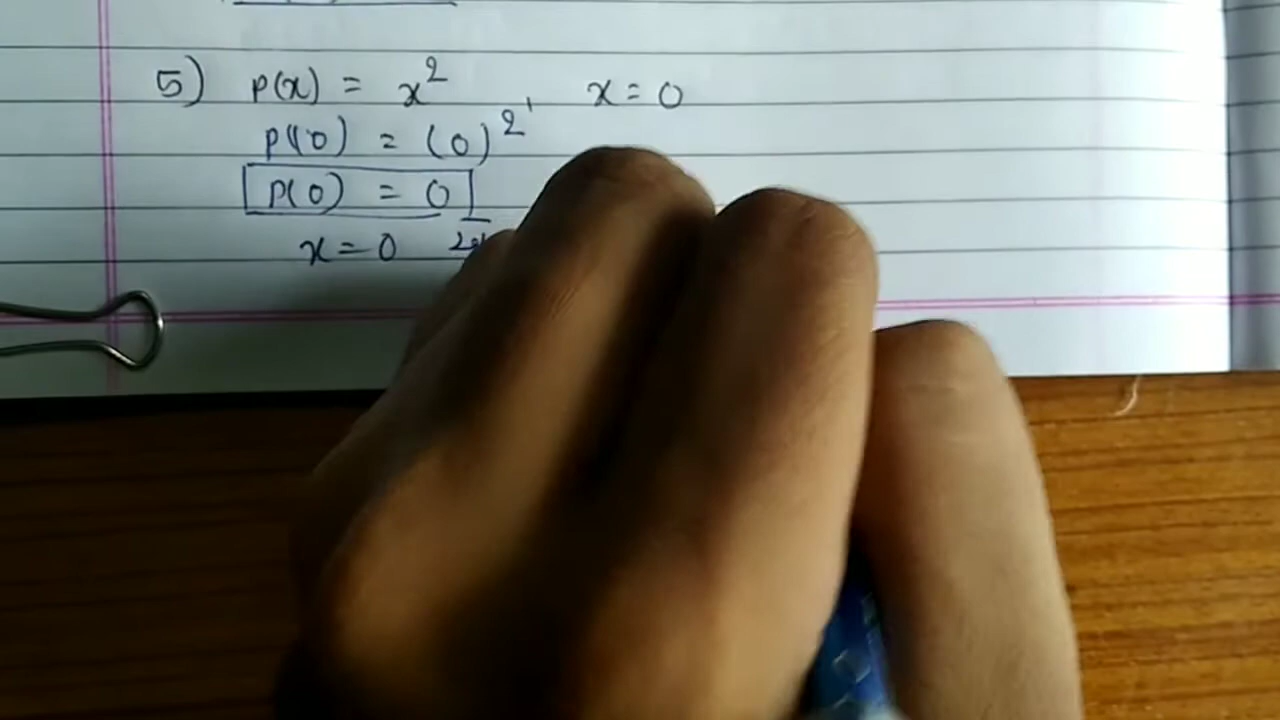 5) p(x) = x² , x = 0
p(0) = (0)²
p(0) = 0
x = 0